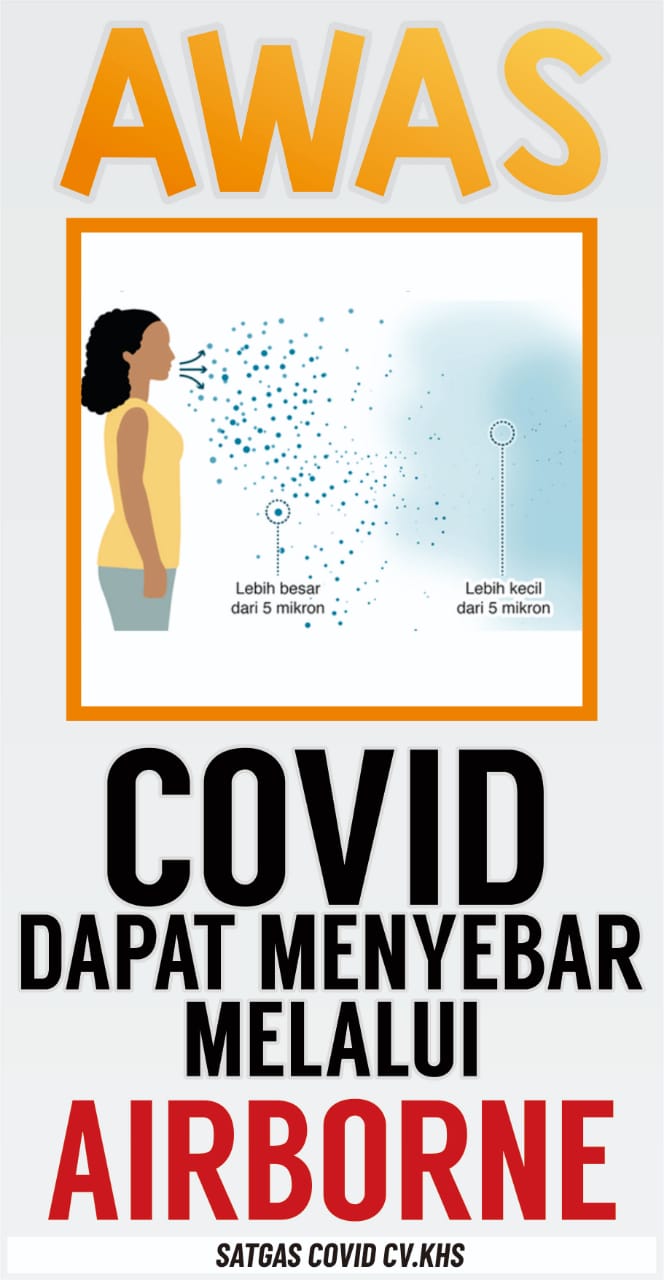 AWAS
Lebih besar
dari 5 mikron
Lebih kecil
dari 5 mikron
COVID
DAPAT MENYEBAR
MELALUI
AIRBORNE
SATGAS COVID CV.KHS